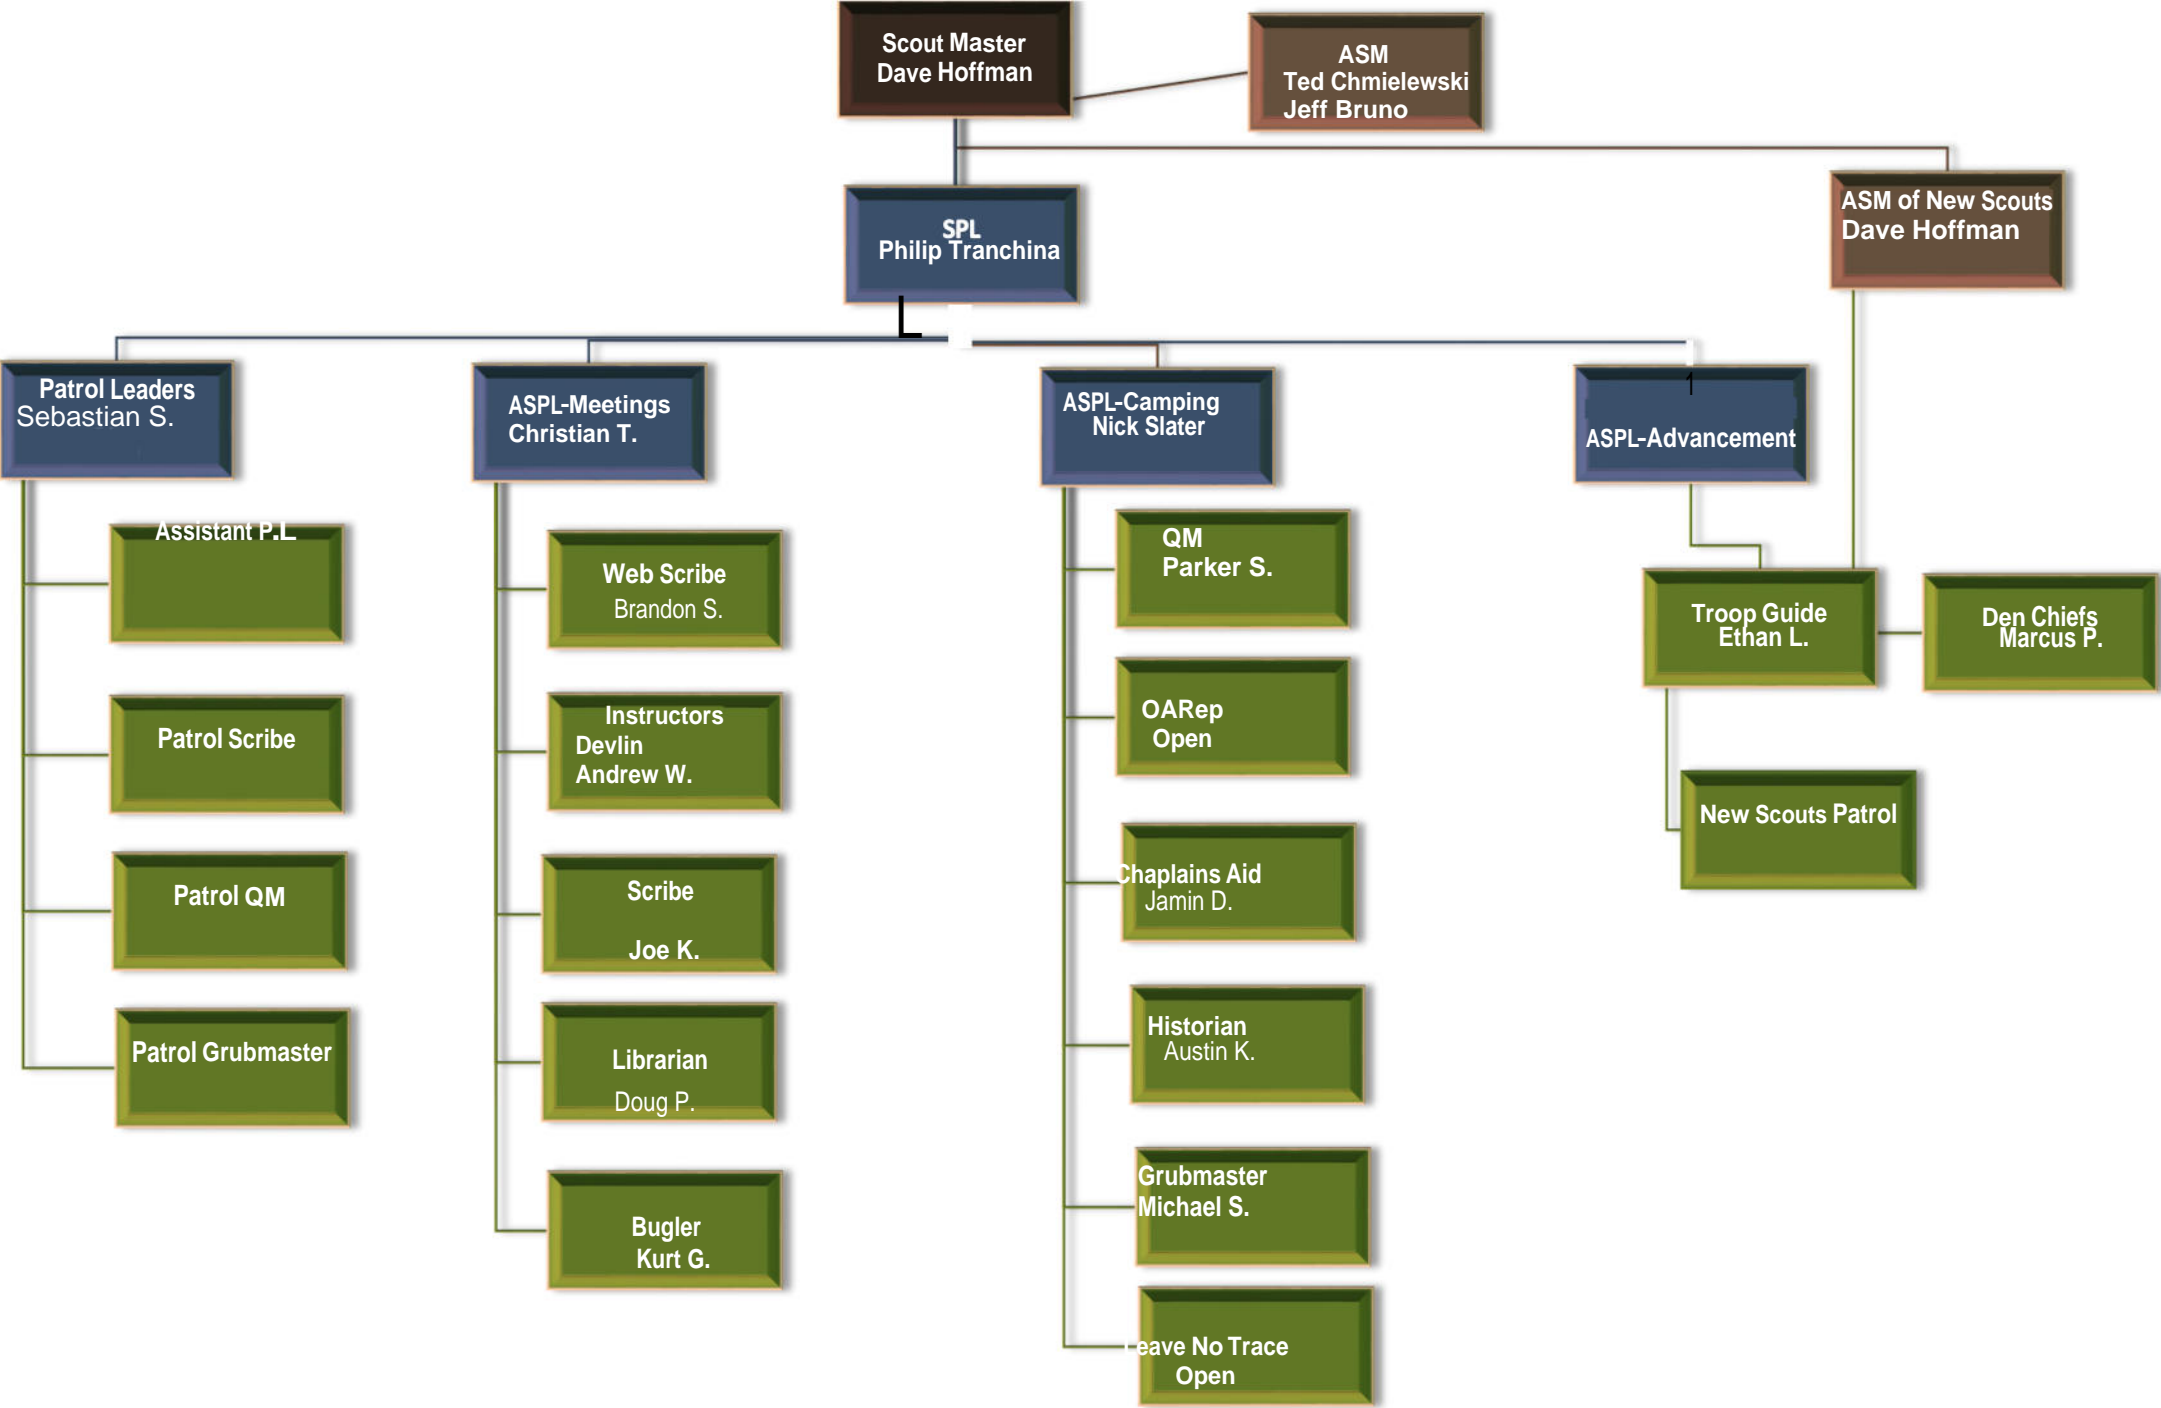 Scout Master
Dave Hoffman
ASM
Ted Chmielewski
Jeff Bruno
SPL
Philip Tranchina
ASM of New Scouts
Dave Hoffman
L
Patrol Leaders
Sebastian S.
ASPL-Meetings
Christian T.
ASPL-Camping
Nick Slater
1
ASPL-Advancement
Assistant P.L
Patrol Scribe
Patrol QM
Patrol Grubmaster
Web Scribe
Brandon S.
Instructors
Devlin
Andrew W.
Scribe
Joe K.
Librarian
Doug P.
Bugler
Kurt G.
QM
Parker S.
OARep
Open
Chaplains Aid
Jamin D.
Historian
Austin K.
Grubmaster
Michael S.
Leave No Trace
Open
Troop Guide
Ethan L.
Den Chiefs
Marcus P.
New Scouts Patrol